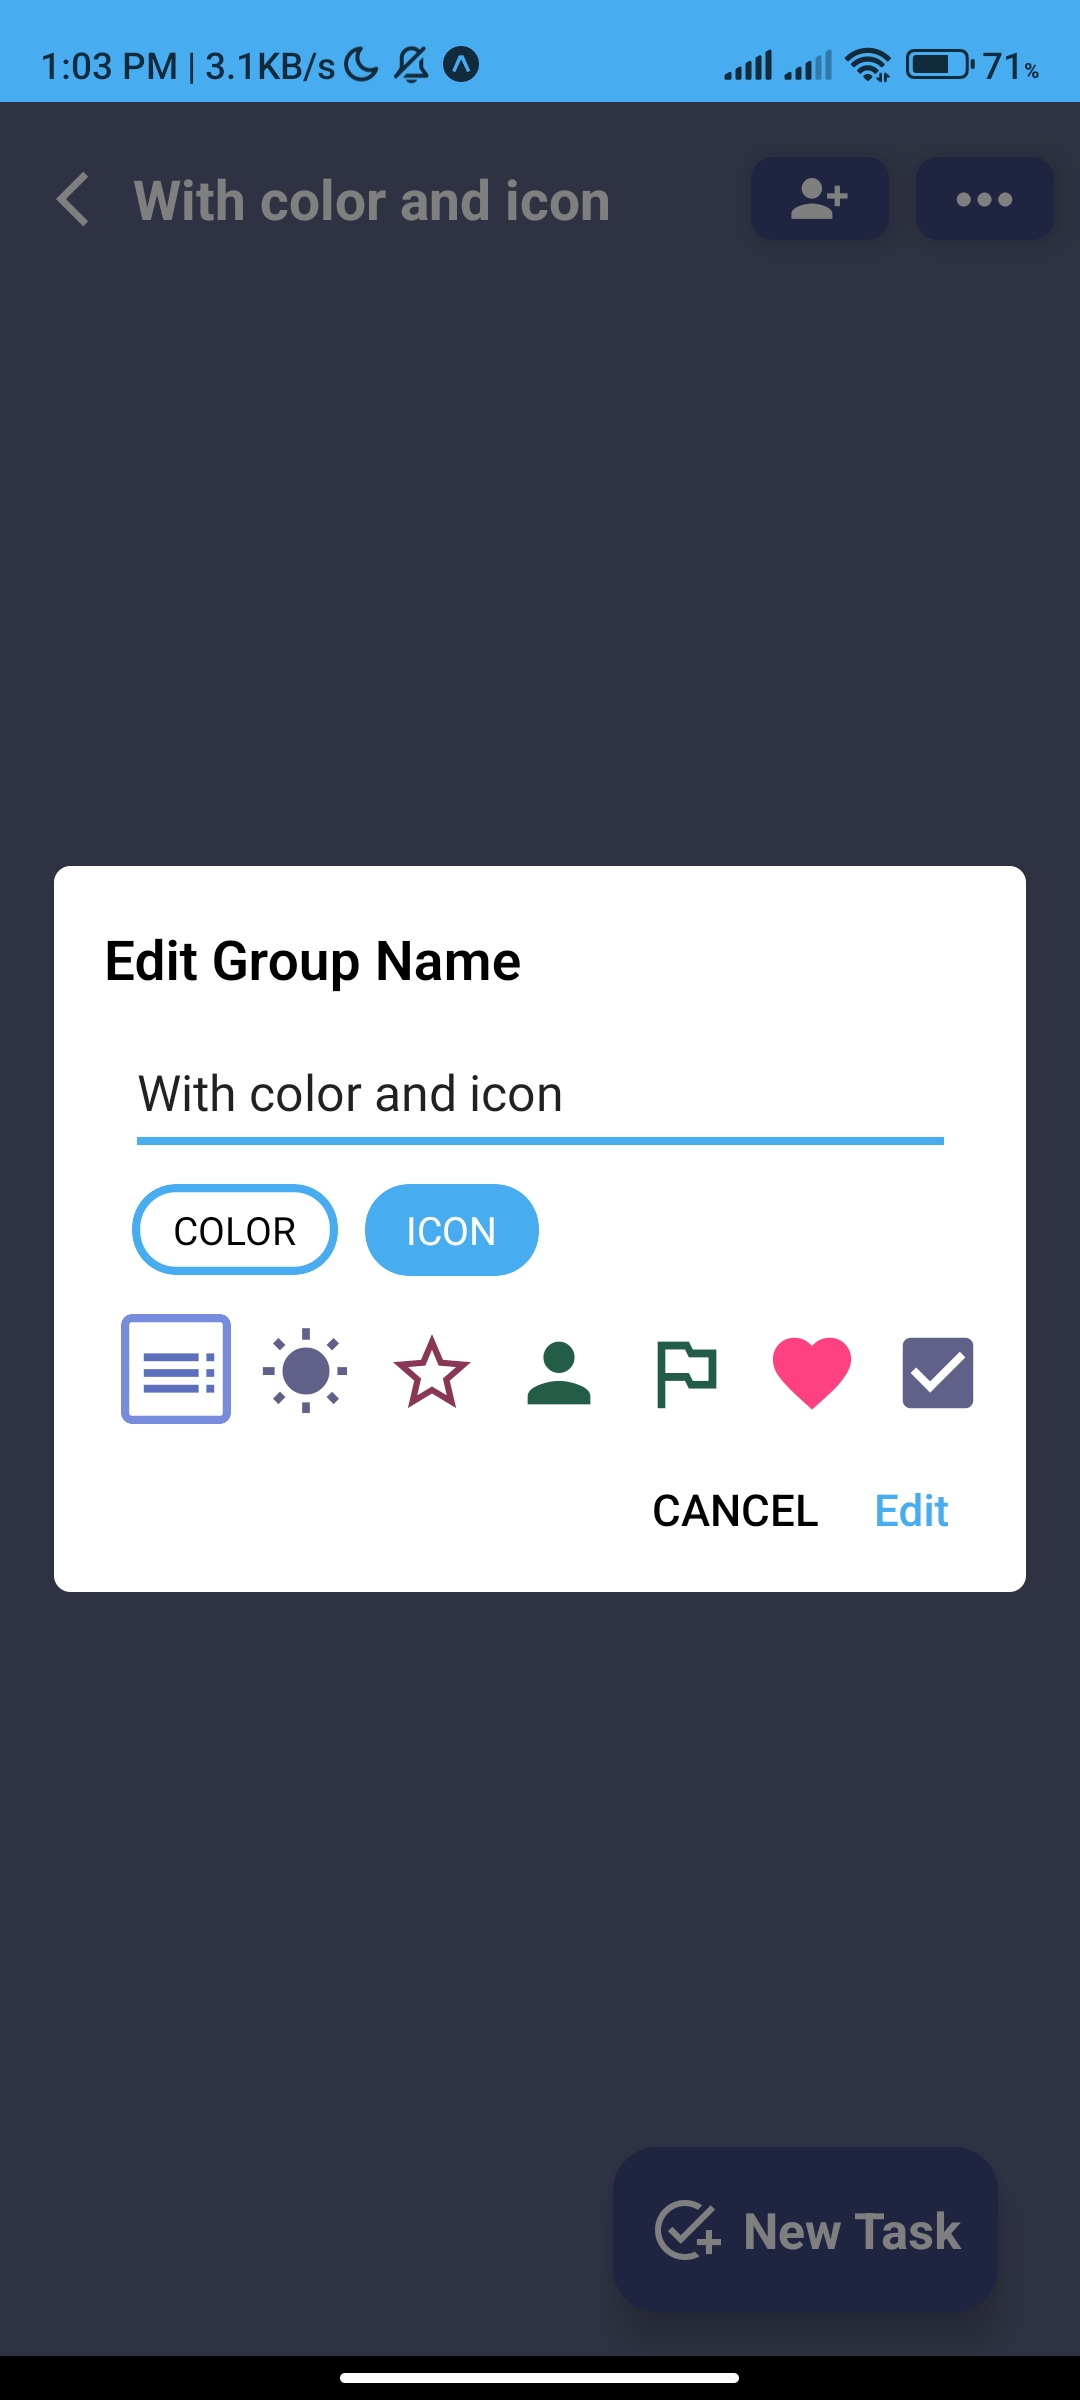 1:03 PM | 3.1KB/s 71%
With color and icon
Edit Group Name
With color and icon
COLOR ICON
CANCEL Edit
New Task